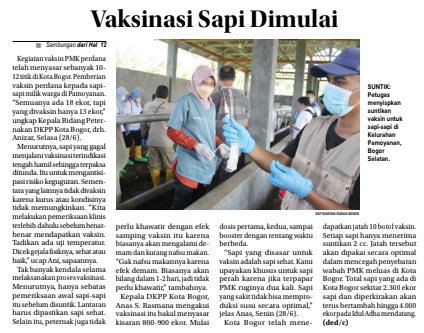 Vaksinasi Sapi Dimulai
Sambungan dari Hal 12
Kegiatan vaksin PMK perdana
telah menyasar sebanyak 10-
12 titik di Kota Bogor. Pemberian
vaksin perdana kepada sapi-
sapi milik warga di Pamoyanan.
"Semuanya ada 18 ekor, tapi
yang divaksin hanya 13 ekor,"
ungkap Kepala Bidang Peter-
nakan DKPP Kota Bogor, drh.
Anizar, Selasa (28/6).
Menurutnya, sapi yang gagal
menjalani vaksinasi terindikasi
tengah hamil sehingga terpaksa
ditunda. Itu untuk mengantisi-
pasi risiko keguguran. Semen-
tara yang lainnya tidak divaksin
karena kurus atau kondisinya
tidak memungkinkan. "Kita
melakukan pemeriksaan klinis
terlebih dahulu sebelum benar-
benar mendapatkan vaksin.
Tadikan ada uji temperatur.
Dicek gejala fisiknya, sehat atau
baik," ucap Ani, sapaannya.
Tak banyak kendala selama
melaksanakan proses vaksinasi.
Menurutnya, hanya sebatas
pemeriksaan awal sapi-sapi
itu sebelum disuntik. Lantaran
harus dipastikan sapi sehat.
Selain itu, peternak juga tidak
SUNTIK:
Petugas
menyiapkan
suntikan
vaksin untuk
sapi-sapi di
Kelurahan
Pamoyanan,
Bogor
Selatan.
perlu khawatir dengan efek
samping vaksin itu karena
biasanya akan mengalami de-
mam dan kurang nafsu makan.
"Gak nafsu makannya karena
efek demam. Biasanya akan
hilang dalam 1-2 hari, jadi tidak
perlu khawatir," tambahnya.
Kepala DKPP Kota Bogor,
Anas S. Rasmana mengakui
vaksinasi itu bakal menyasar
kisaran 800-900 ekor. Mulai
dosis pertama, kedua, sampai
booster dengan rentang waktu
berbeda.
"Sapi yang disasar untuk
vaksin adalah sapi sehat. Kami
upayakan khusus untuk sapi
perah karena jika terpapar
PMK ruginya dua kali. Sapi
yang sakit tidak bisa mempro-
duksi susu secara optimal,"
jelas Anas, Senin (28/6).
Kota Bogor telah mene-
dapatkan jatah 10 botol vaksin.
Setiap sapi hanya menerima
suntikan 2 cc. Jatah tersebut
akan dipakai secara optimal
dalam mencegah penyebaran
wabah PMK meluas di Kota
Bogor. Total sapi yang ada di
Kota Bogor sekitar 2.300 ekor
sapi dan diperkirakan akan
terus bertambah hingga 4.000
ekor pada Idul Adha mendatang.
(ded/c)